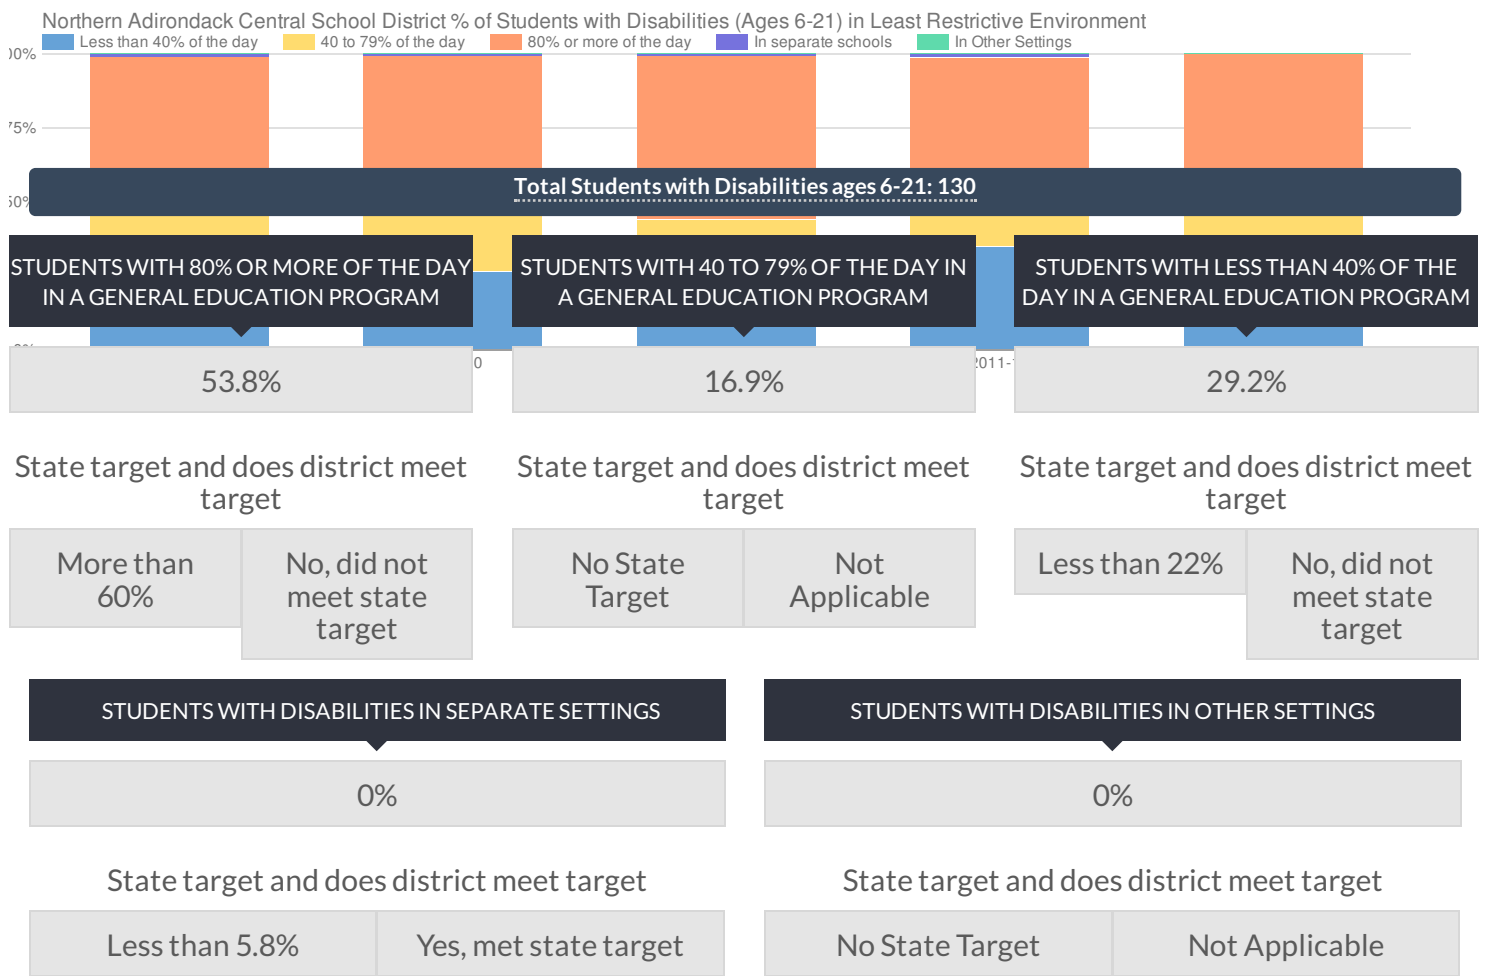 Northern Adirondack Central School District % of Students with Disabilities (Ages 6-21) in Least Restrictive Environment
Less than 40% of the day 40 to 79% of the day 80% or more of the day In separate schools In Other Settings
00%
75%
50%
Total Students with Disabilities ages 6-21: 130
STUDENTS WITH 80% OR MORE OF THE DAY
IN A GENERAL EDUCATION PROGRAM
STUDENTS WITH 40 TO 79% OF THE DAY IN
A GENERAL EDUCATION PROGRAM
STUDENTS WITH LESS THAN 40% OF THE
DAY IN A GENERAL EDUCATION PROGRAM
0
2011-
53.8%
16.9%
29.2%
State target and does district meet
target
State target and does district meet
target
State target and does district meet
target
More than
60%
No, did not
meet state
target
No State
Target
Not
Applicable
Less than 22%
No, did not
meet state
target
STUDENTS WITH DISABILITIES IN SEPARATE SETTINGS
STUDENTS WITH DISABILITIES IN OTHER SETTINGS
0%
0%
State target and does district meet target
State target and does district meet target
Less than 5.8%
Yes, met state target
No State Target
Not Applicable